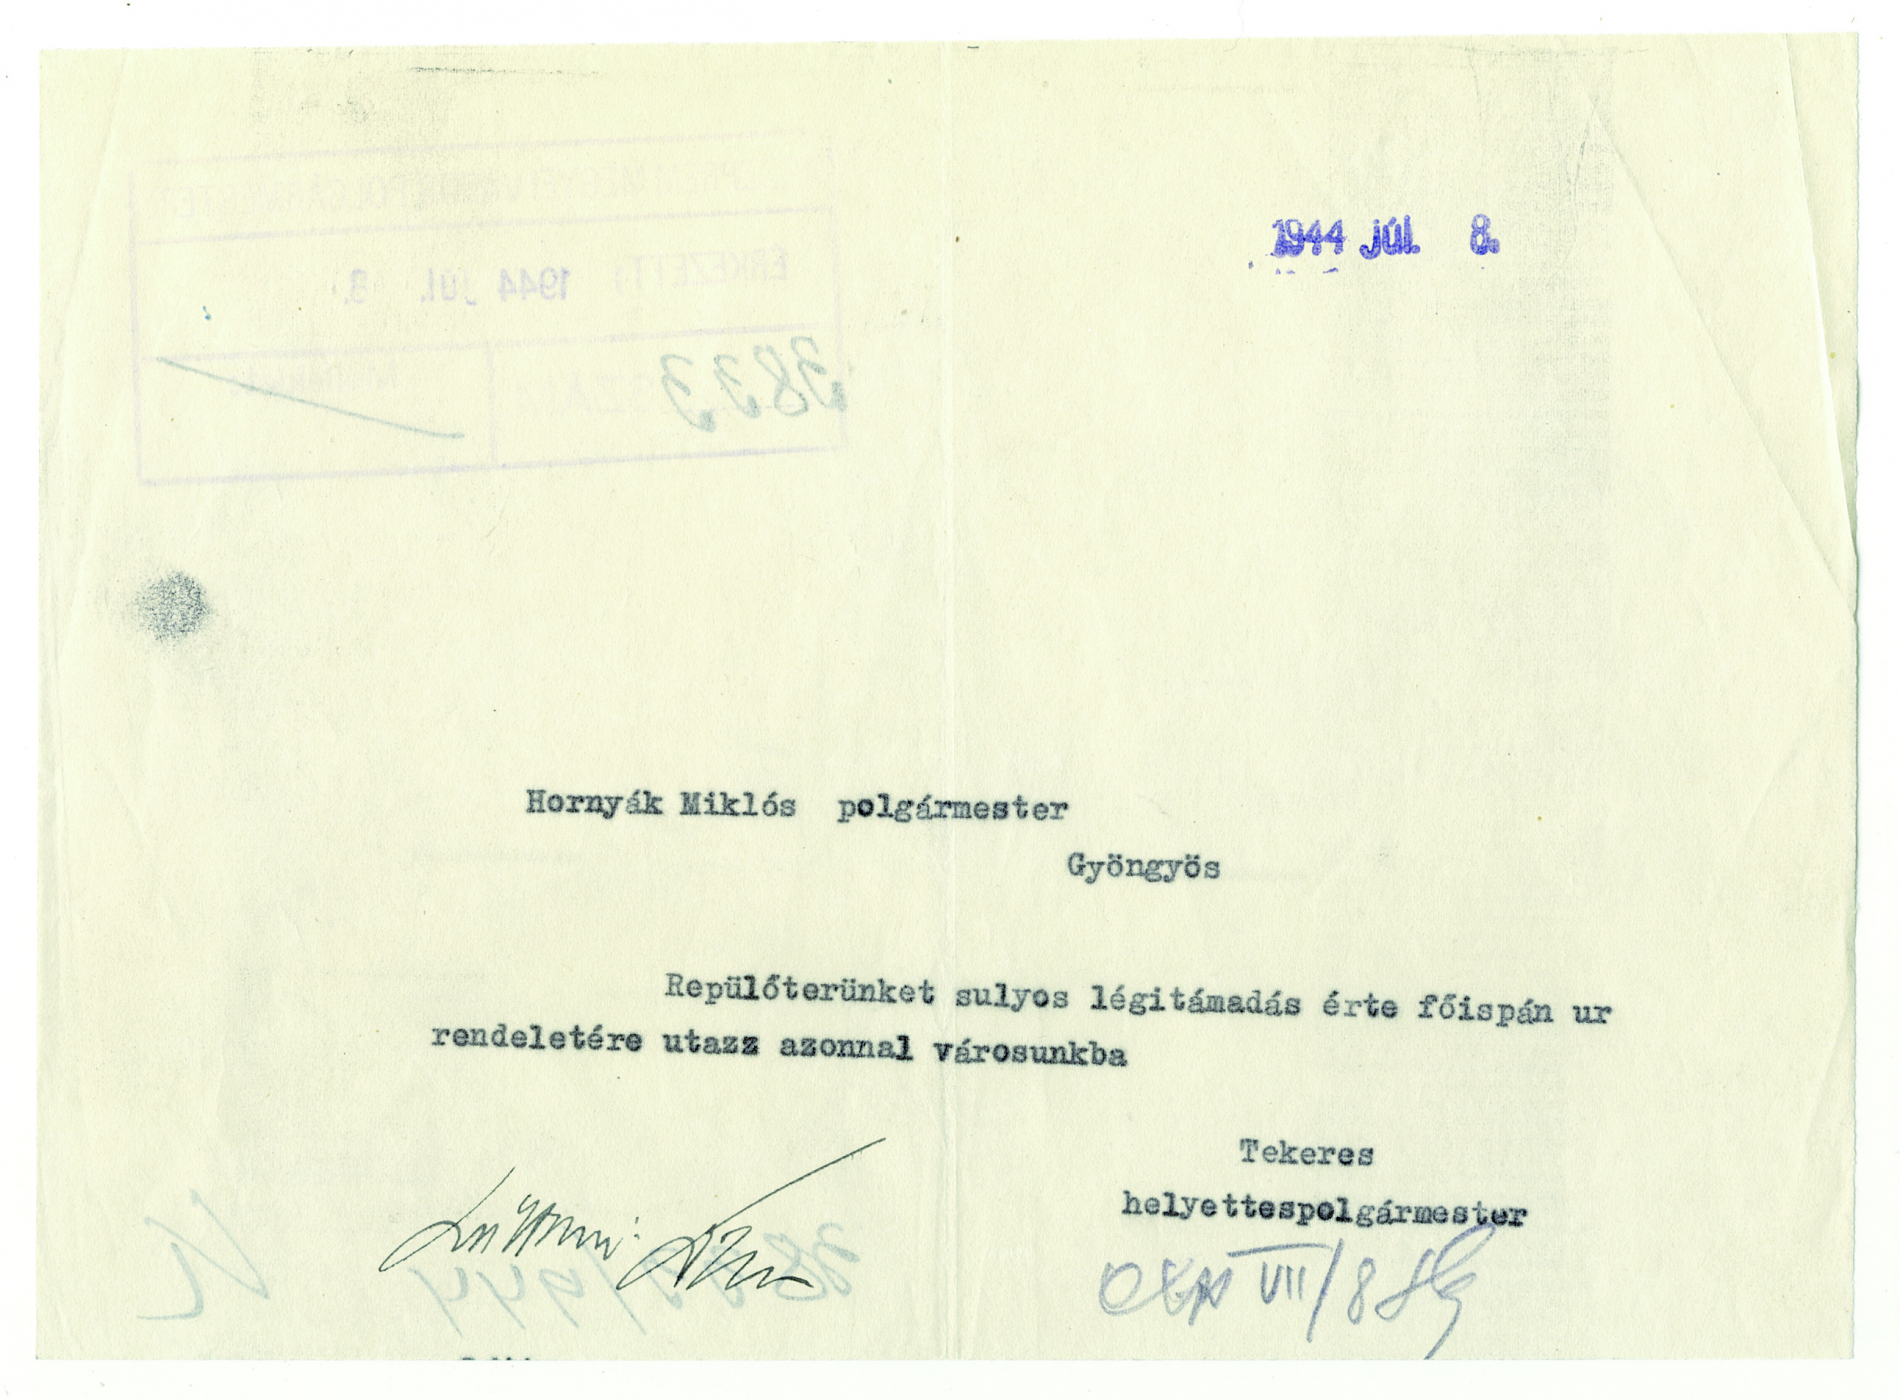 1944 júl. 8.
ÉRKEZETT: 1944 júl. 8.
3833
Hornyák Miklós polgármester
Gyöngyös
Repülőterünket sulyos légitámadás érte főispán ur
rendeletére utazz azonnal városunkba
Tekeres
helyettespolgármester
VII/8